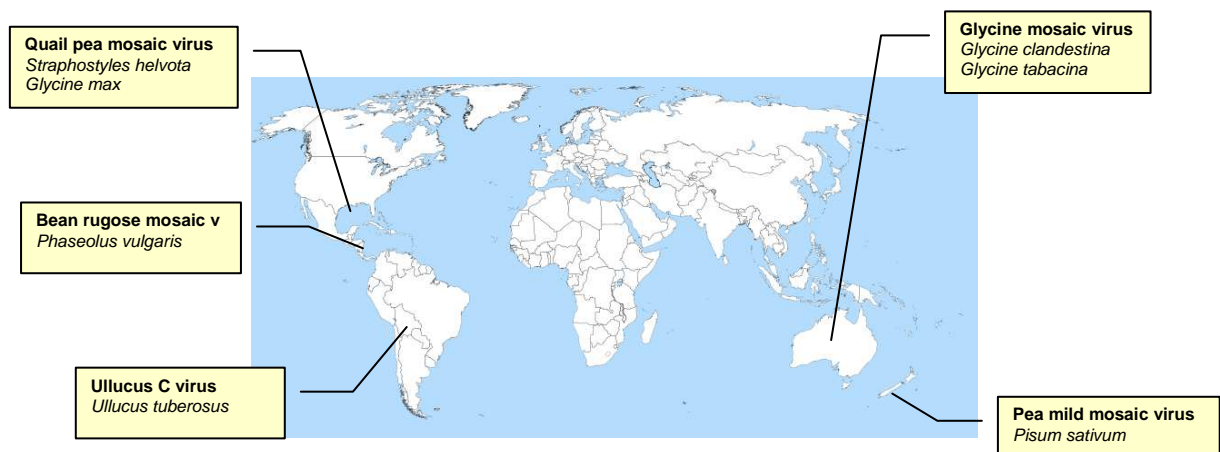 Quail pea mosaic virus
Straphostyles helvota
Glycine max
Glycine mosaic virus
Glycine clandestina
Glycine tabacina
Bean rugose mosaic v
Phaseolus vulgaris
Ullucus C virus
Ullucus tuberosus
Pea mild mosaic virus
Pisum sativum